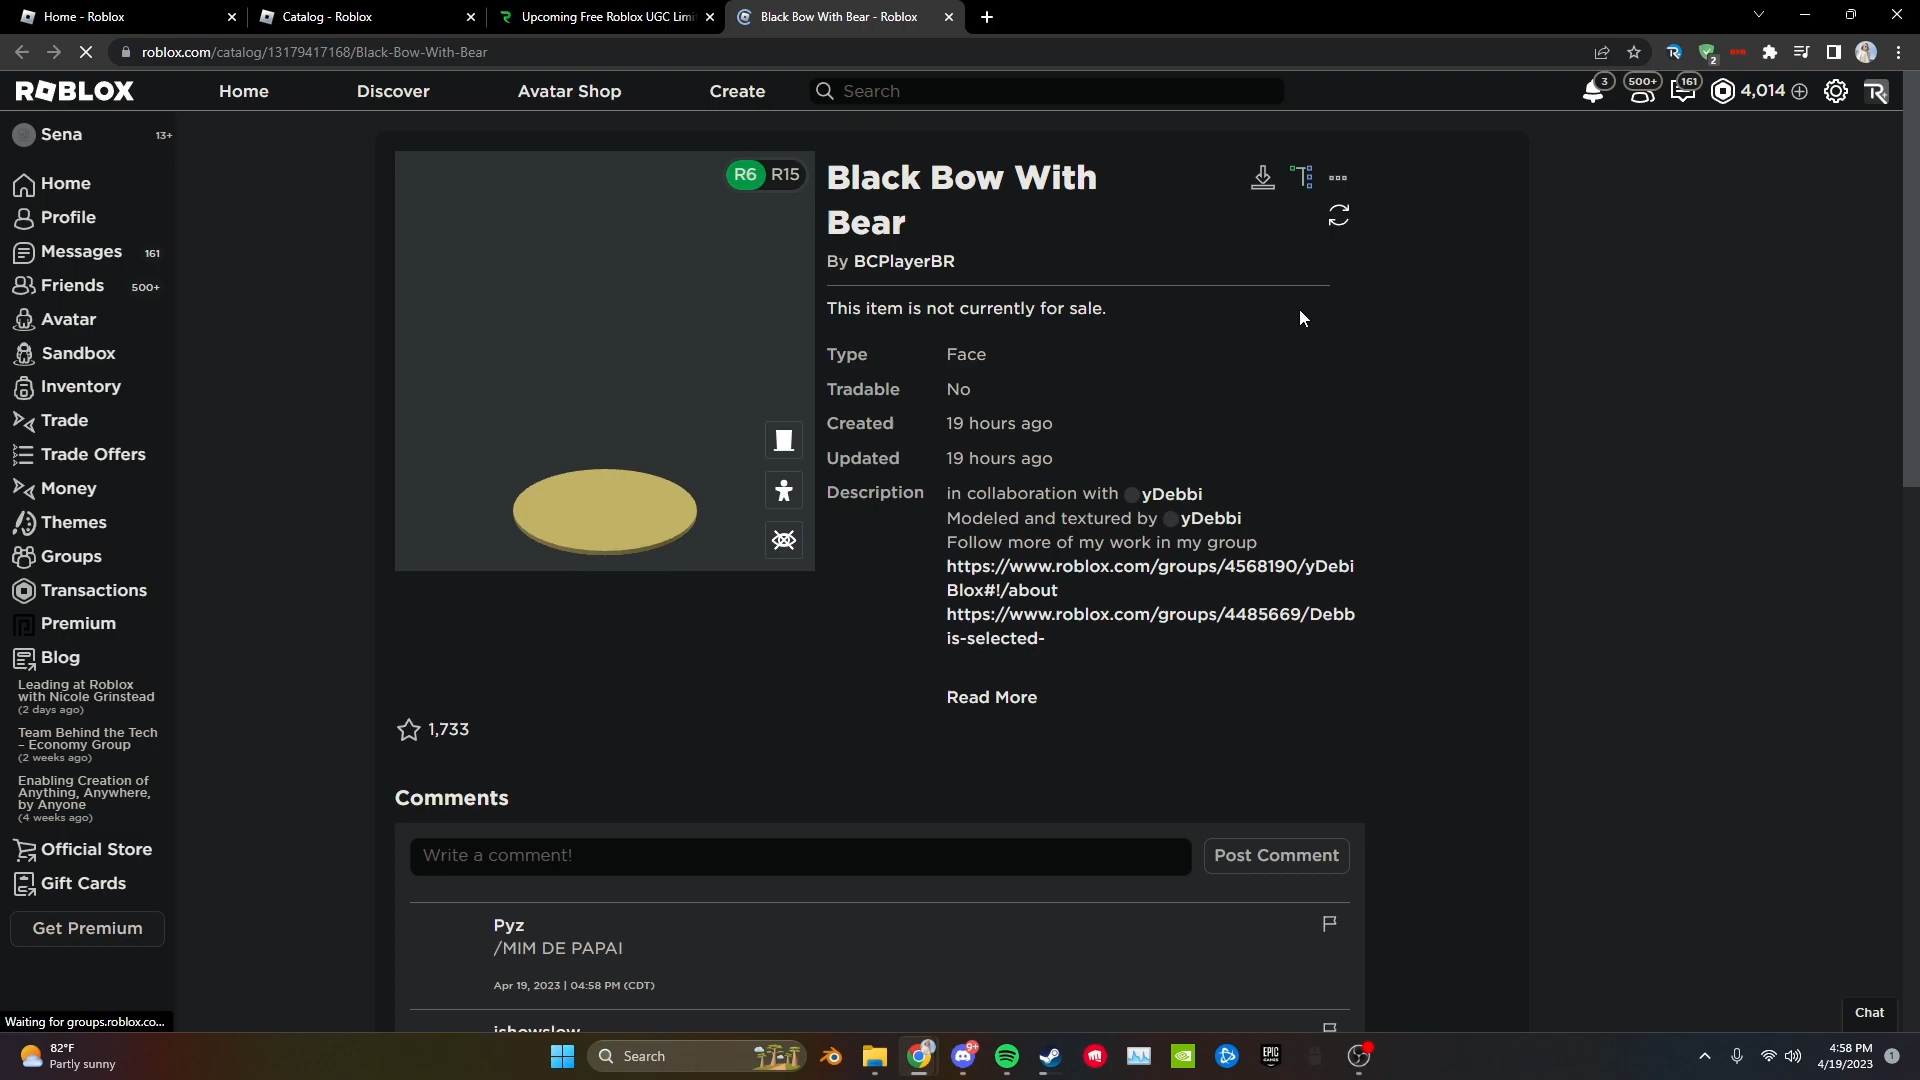 Home - Roblox
Catalog - Roblox
Upcoming Free Roblox UGC Limi
Black Bow With Bear - Roblox
roblox.com/catalog/13179417168/Black-Bow-With-Bear
2
ROBLOX
Home
Discover
Avatar Shop
Create
Search
3
500+
161
4,014
Sena
13+
Home
Profile
Messages 161
Friends 500+
Avatar
Sandbox
Inventory
Trade
Trade Offers
Money
Themes
Groups
Transactions
Premium
Blog
Leading at Roblox
with Nicole Grinstead
(2 days ago)
Team Behind the Tech
- Economy Group
(2 weeks ago)
Enabling Creation of
Anything, Anywhere,
by Anyone
(4 weeks ago)
Official Store
Gift Cards
Get Premium
Waiting for groups.roblox.co...
R6 R15
Black Bow With
Bear
By BCPlayerBR
This item is not currently for sale.
Type Face
Tradable No
Created 19 hours ago
Updated 19 hours ago
Description in collaboration with yDebbi
Modeled and textured by yDebbi
Follow more of my work in my group
https://www.roblox.com/groups/4568190/yDebi
Blox#!/about
https://www.roblox.com/groups/4485669/Debb
is-selected-
Read More
1,733
Comments
Write a comment!
Post Comment
Pyz
/MIM DE PAPAI
Apr 19, 2023 | 04:58 PM (CDT)
ishowslow
Chat
82°F
Partly sunny
Search
9+
EPIC
GAMES
4:58 PM
4/19/2023
1